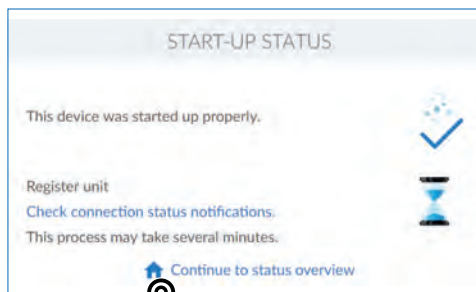 START-UP STATUS
This device was started up properly.
Register unit
Check connection status notifications.
This process may take several minutes.
Continue to status overview